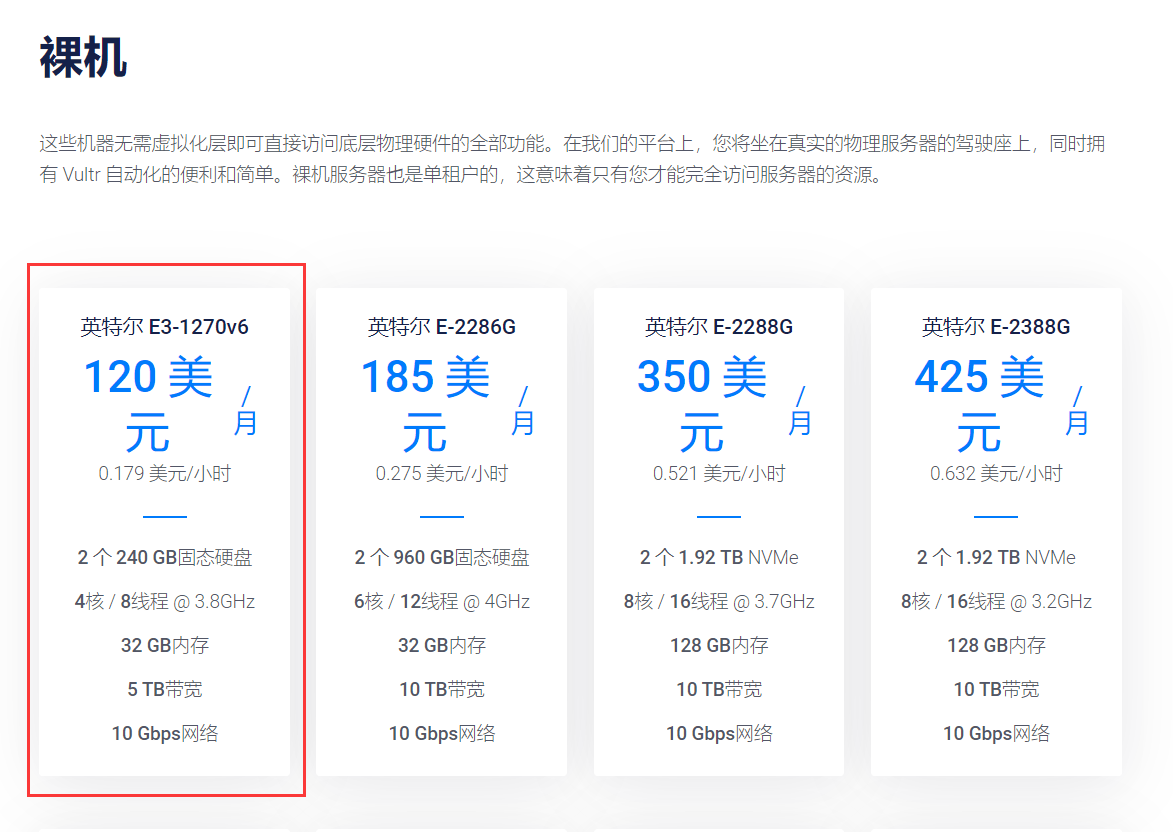 裸机
这些机器无需虚拟化层即可直接访问底层物理硬件的全部功能。在我们的平台上，您将坐在真实的物理服务器的驾驶座上，同时拥
有 Vultr 自动化的便利和简单。裸机服务器也是单租户的，这意味着只有您才能完全访问服务器的资源。
英特尔 E3-1270v6
120 美
元
/
月
0.179 美元/小时
2 个 240 GB固态硬盘
4核 / 8线程 @ 3.8GHz
32 GB内存
5 TB带宽
10 Gbps网络
英特尔 E-2286G
185 美
元
/
月
0.275 美元/小时
2 个 960 GB固态硬盘
6核 / 12线程 @ 4GHz
32 GB内存
10 TB带宽
10 Gbps网络
英特尔 E-2288G
350 美
元
/
月
0.521 美元/小时
2 个 1.92 TB NVMe
8核 / 16线程 @ 3.7GHz
128 GB内存
10 TB带宽
10 Gbps网络
英特尔 E-2388G
425 美
元
/
月
0.632 美元/小时
2 个 1.92 TB NVMe
8核 / 16线程 @ 3.2GHz
128 GB内存
10 TB带宽
10 Gbps网络